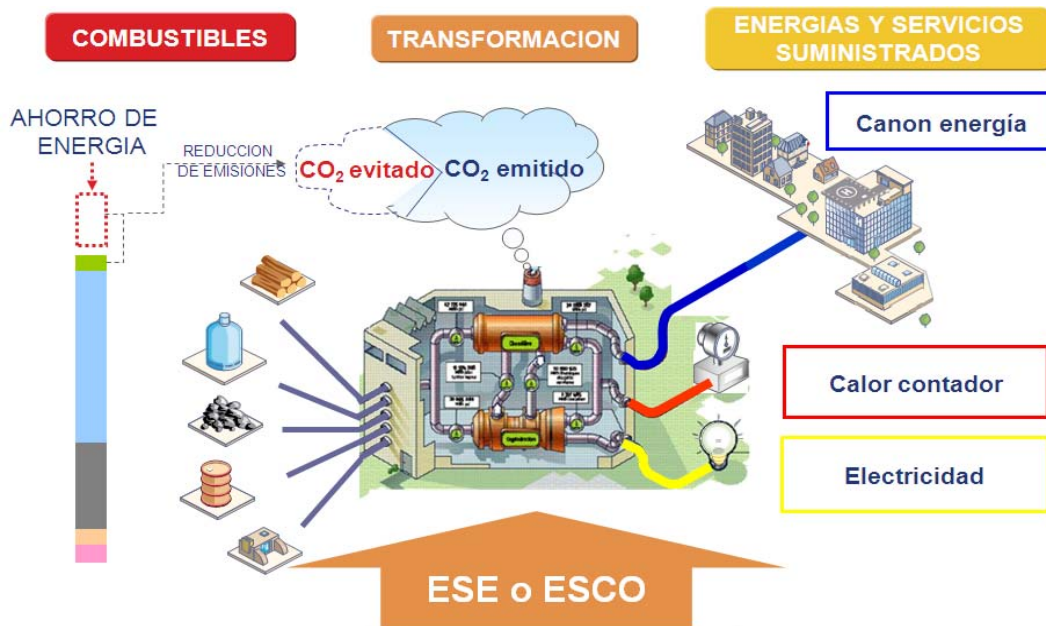 COMBUSTIBLES
TRANSFORMACION
ENERGIAS Y SERVICIOS
SUMINISTRADOS
AHORRO DE
ENERGIA
REDUCCION
DE EMISIONES
CO₂ evitado
CO₂ emitido
Canon energía
Calor contador
Electricidad
ESE o ESCO